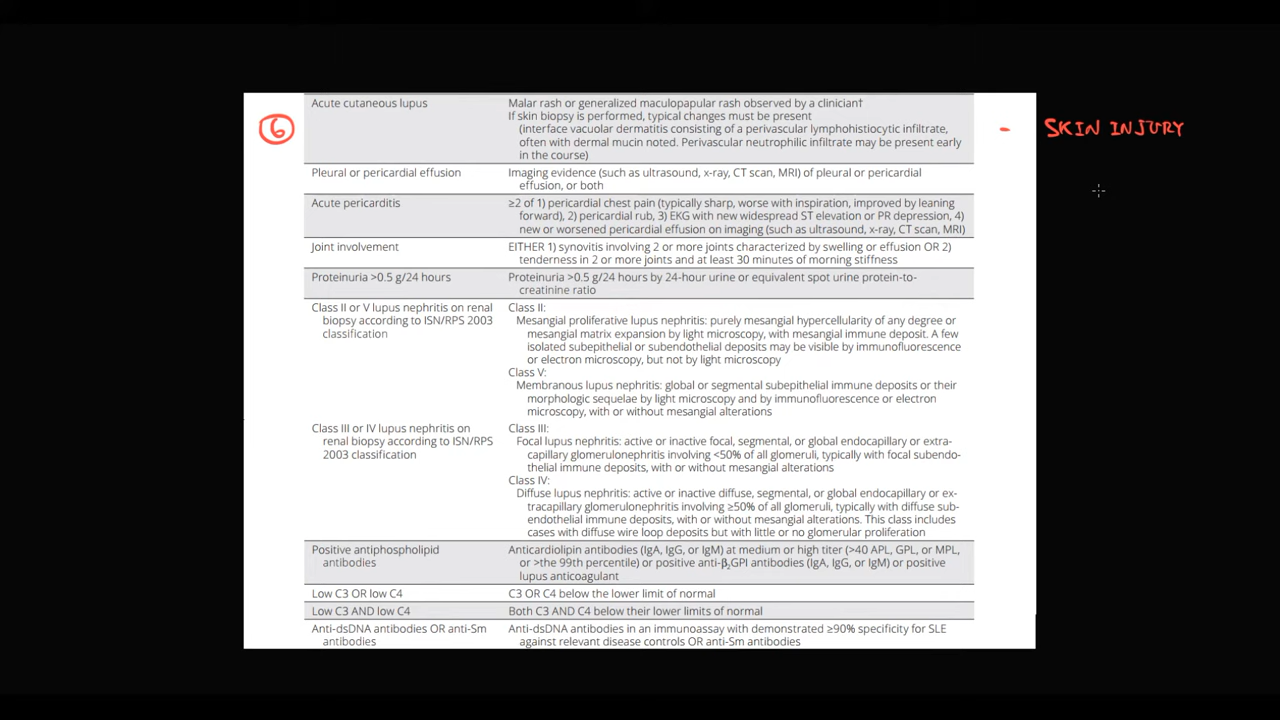 Acute cutaneous lupus
Malar rash or generalized maculopapular rash observed by a clinician†
If skin biopsy is performed, typical changes must be present
(interface vacuolar dermatitis consisting of a perivascular lymphohistiocytic infiltrate,
often with dermal mucin noted. Perivascular neutrophilic infiltrate may be present early
in the course)
6
- SKIN INJURY
Pleural or pericardial effusion
Imaging evidence (such as ultrasound, x-ray, CT scan, MRI) of pleural or pericardial
effusion, or both
Acute pericarditis
≥2 of 1) pericardial chest pain (typically sharp, worse with inspiration, improved by leaning
forward), 2) pericardial rub, 3) EKG with new widespread ST elevation or PR depression, 4)
new or worsened pericardial effusion on imaging (such as ultrasound, x-ray, CT scan, MRI)
Joint involvement
EITHER 1) synovitis involving 2 or more joints characterized by swelling or effusion OR 2)
tenderness in 2 or more joints and at least 30 minutes of morning stiffness
Proteinuria >0.5 g/24 hours
Proteinuria >0.5 g/24 hours by 24-hour urine or equivalent spot urine protein-to-
creatinine ratio
Class II or V lupus nephritis on renal
biopsy according to ISN/RPS 2003
classification
Class II:
Mesangial proliferative lupus nephritis: purely mesangial hypercellularity of any degree or
mesangial matrix expansion by light microscopy, with mesangial immune deposit. A few
isolated subepithelial or subendothelial deposits may be visible by immunofluorescence
or electron microscopy, but not by light microscopy
Class V:
Membranous lupus nephritis: global or segmental subepithelial immune deposits or their
morphologic sequelae by light microscopy and by immunofluorescence or electron
microscopy, with or without mesangial alterations
Class III or IV lupus nephritis on
renal biopsy according to ISN/RPS
2003 classification
Class III:
Focal lupus nephritis: active or inactive focal, segmental, or global endocapillary or extra-
capillary glomerulonephritis involving <50% of all glomeruli, typically with focal subendo-
thelial immune deposits, with or without mesangial alterations
Class IV:
Diffuse lupus nephritis: active or inactive diffuse, segmental, or global endocapillary or ex-
tracapillary glomerulonephritis involving ≥50% of all glomeruli, typically with diffuse sub-
endothelial immune deposits, with or without mesangial alterations. This class includes
cases with diffuse wire loop deposits but with little or no glomerular proliferation
Positive antiphospholipid
antibodies
Anticardiolipin antibodies (IgA, IgG, or IgM) at medium or high titer (>40 APL, GPL, or MPL,
or >the 99th percentile) or positive anti-β₂GPI antibodies (IgA, IgG, or IgM) or positive
lupus anticoagulant
Low C3 OR low C4
C3 OR C4 below the lower limit of normal
Low C3 AND low C4
Both C3 AND C4 below their lower limits of normal
Anti-dsDNA antibodies OR anti-Sm
antibodies
Anti-dsDNA antibodies in an immunoassay with demonstrated ≥90% specificity for SLE
against relevant disease controls OR anti-Sm antibodies